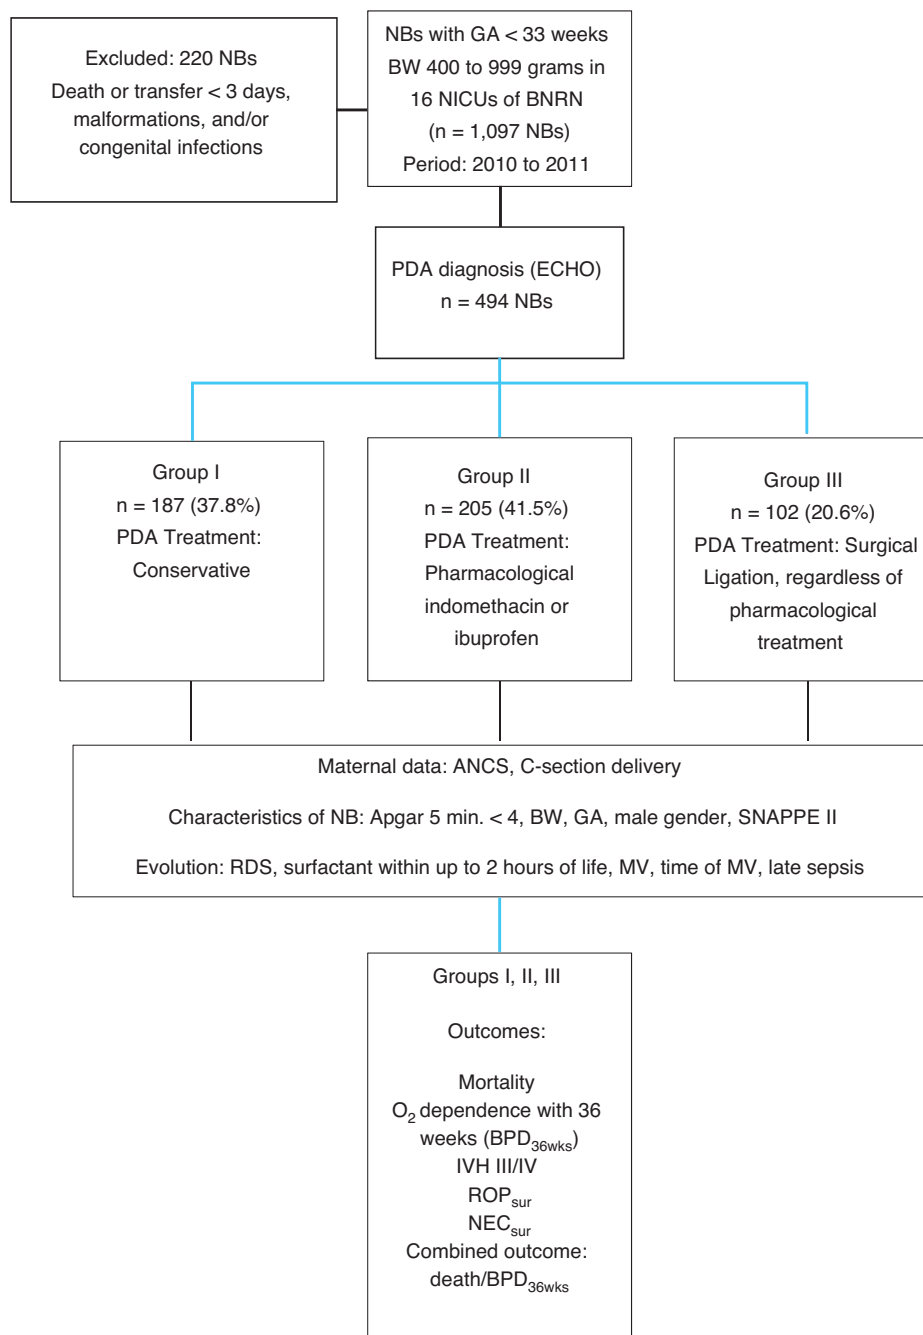 Excluded: 220 NBs
Death or transfer < 3 days,
malformations, and/or
congenital infections
NBs with GA < 33 weeks
BW 400 to 999 grams in
16 NICUs of BNRN
(n = 1,097 NBs)
Period: 2010 to 2011
PDA diagnosis (ECHO)
n = 494 NBs
Group I
n = 187 (37.8%)
PDA Treatment:
Conservative
Group II
n = 205 (41.5%)
PDA Treatment:
Pharmacological
indomethacin or
ibuprofen
Group III
n = 102 (20.6%)
PDA Treatment: Surgical
Ligation, regardless of
pharmacological
treatment
Maternal data: ANCS, C-section delivery
Characteristics of NB: Apgar 5 min. < 4, BW, GA, male gender, SNAPPE II
Evolution: RDS, surfactant within up to 2 hours of life, MV, time of MV, late sepsis
Groups I, II, III
Outcomes:
Mortality
O2 dependence with 36
weeks (BPD36wks)
IVH III/IV
ROPsur
NECsur
Combined outcome:
death/BPD36wks